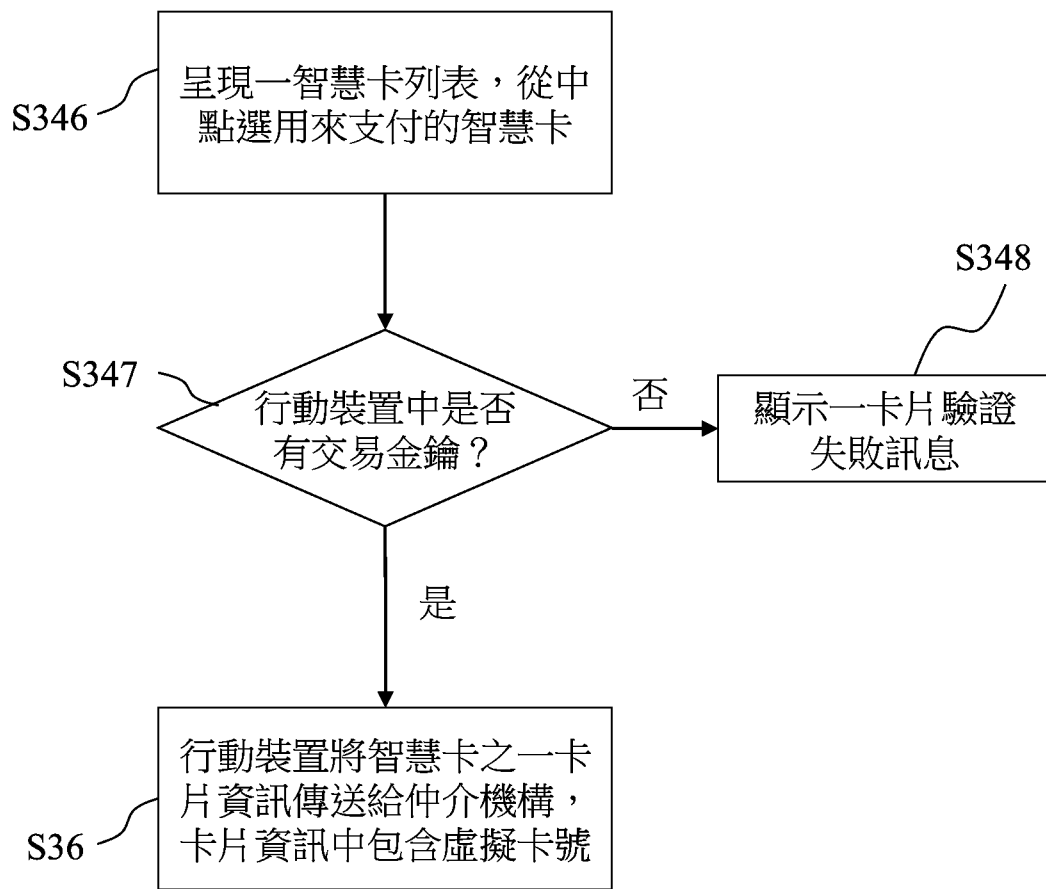 S346
呈現一智慧卡列表，從中
點選用來支付的智慧卡
S348
S347
行動裝置中是否
有交易金鑰？
否
顯示一卡片驗證
失敗訊息
是
行動裝置將智慧卡之一卡
片資訊傳送給仲介機構，
卡片資訊中包含虛擬卡號
S36